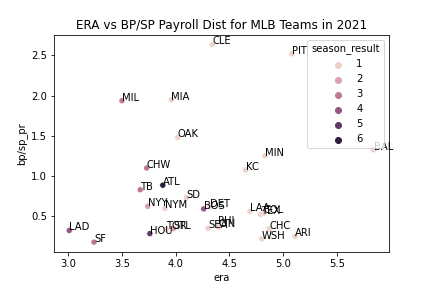 ERA vs BP/SP Payroll Dist for MLB Teams in 2021
CLE
PIT
season_result
1
2
3
4
5
6
2.5
2.0
1.5
1.0
0.5
bp/sp_pr
MIL
MIA
OAK
BAL
MIN
CHW
KC
ATL
TB
SD
NYY
NYM
BOS
DET
LAA
COL
TEX
PHI
CIN
LAD
HOU
TOR
STL
SEA
CHC
SF
WSH
ARI
3.0
3.5
4.0
4.5
5.0
5.5
era